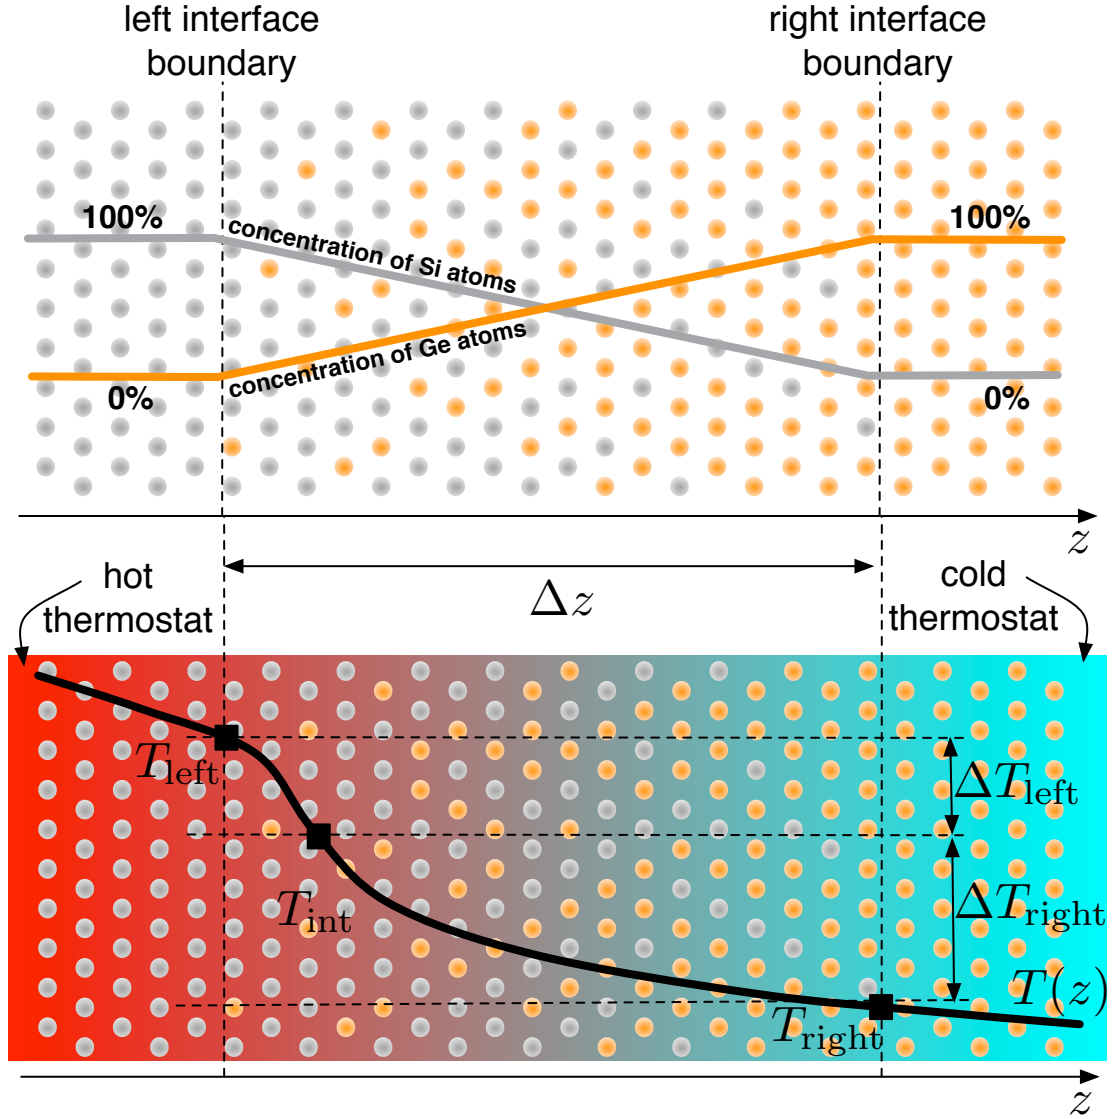 left interface
boundary
right interface
boundary
100%
concentration of Si atoms
100%
0%
concentration of Ge atoms
0%
z
hot
thermostat
Δz
cold
thermostat
T_left
ΔT_left
T_int
ΔT_right
T(z)
T_right
z